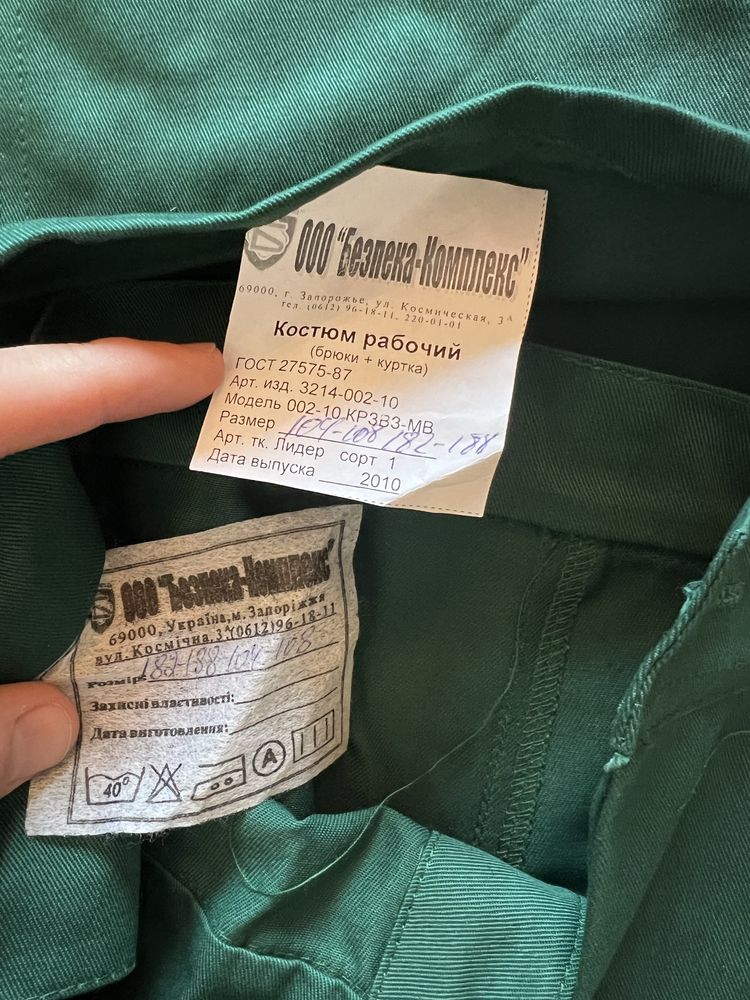 ООО "Безпека-Комплекс"
69000, г. Запорожье, ул. Космическая, 3А
тел. (0612) 96-18-11, 220-01-01
Костюм рабочий
(брюки + куртка)
ГОСТ 27575-87
Арт. изд. 3214-002-10
Модель 002-10 КРЗВЗ-МВ
Размер 104-108 182-188
Арт. тк. Лидер сорт 1
Дата выпуска 2010
ООО "Безпека-Комплекс"
69000, Україна, м. Запоріжжя
вул. Космічна, 3А (0612)96-18-11
Розмір: 182-188-104-108
Захисні властивості:
Дата виготовлення:
40°
A